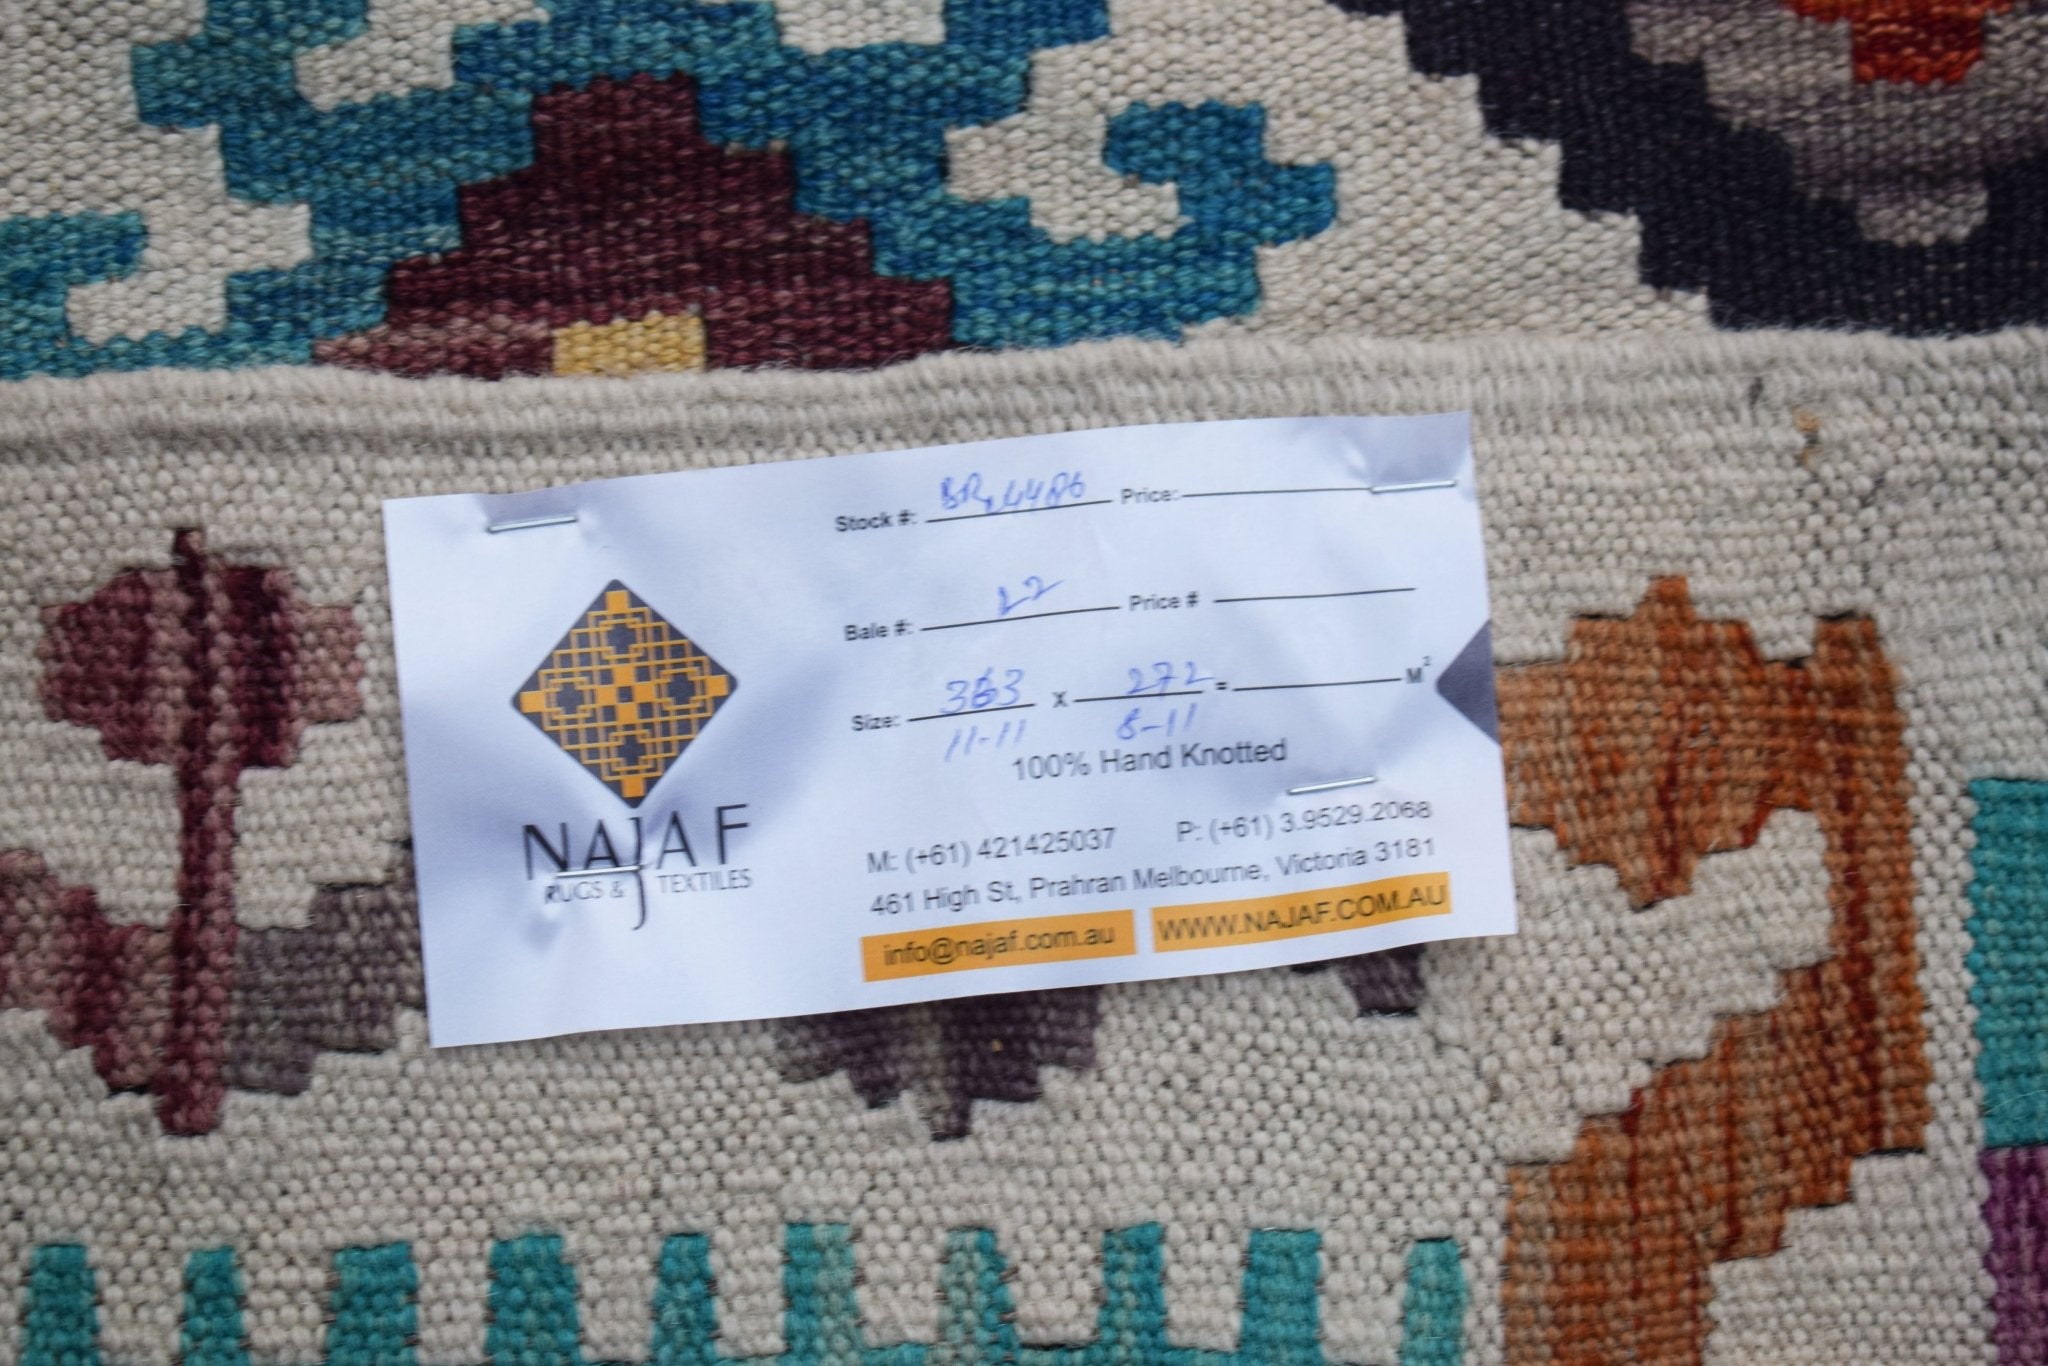 Stock #: Price:
Bale #: 22 Price #
Size: 363 x 272 = M²
11-11 8-11
100% Hand Knotted
NAJAF
RUGS & TEXTILES
M: (+61) 421425037 P: (+61) 3.9529.2068
461 High St, Prahran Melbourne, Victoria 3181
info@najaf.com.au WWW.NAJAF.COM.AU